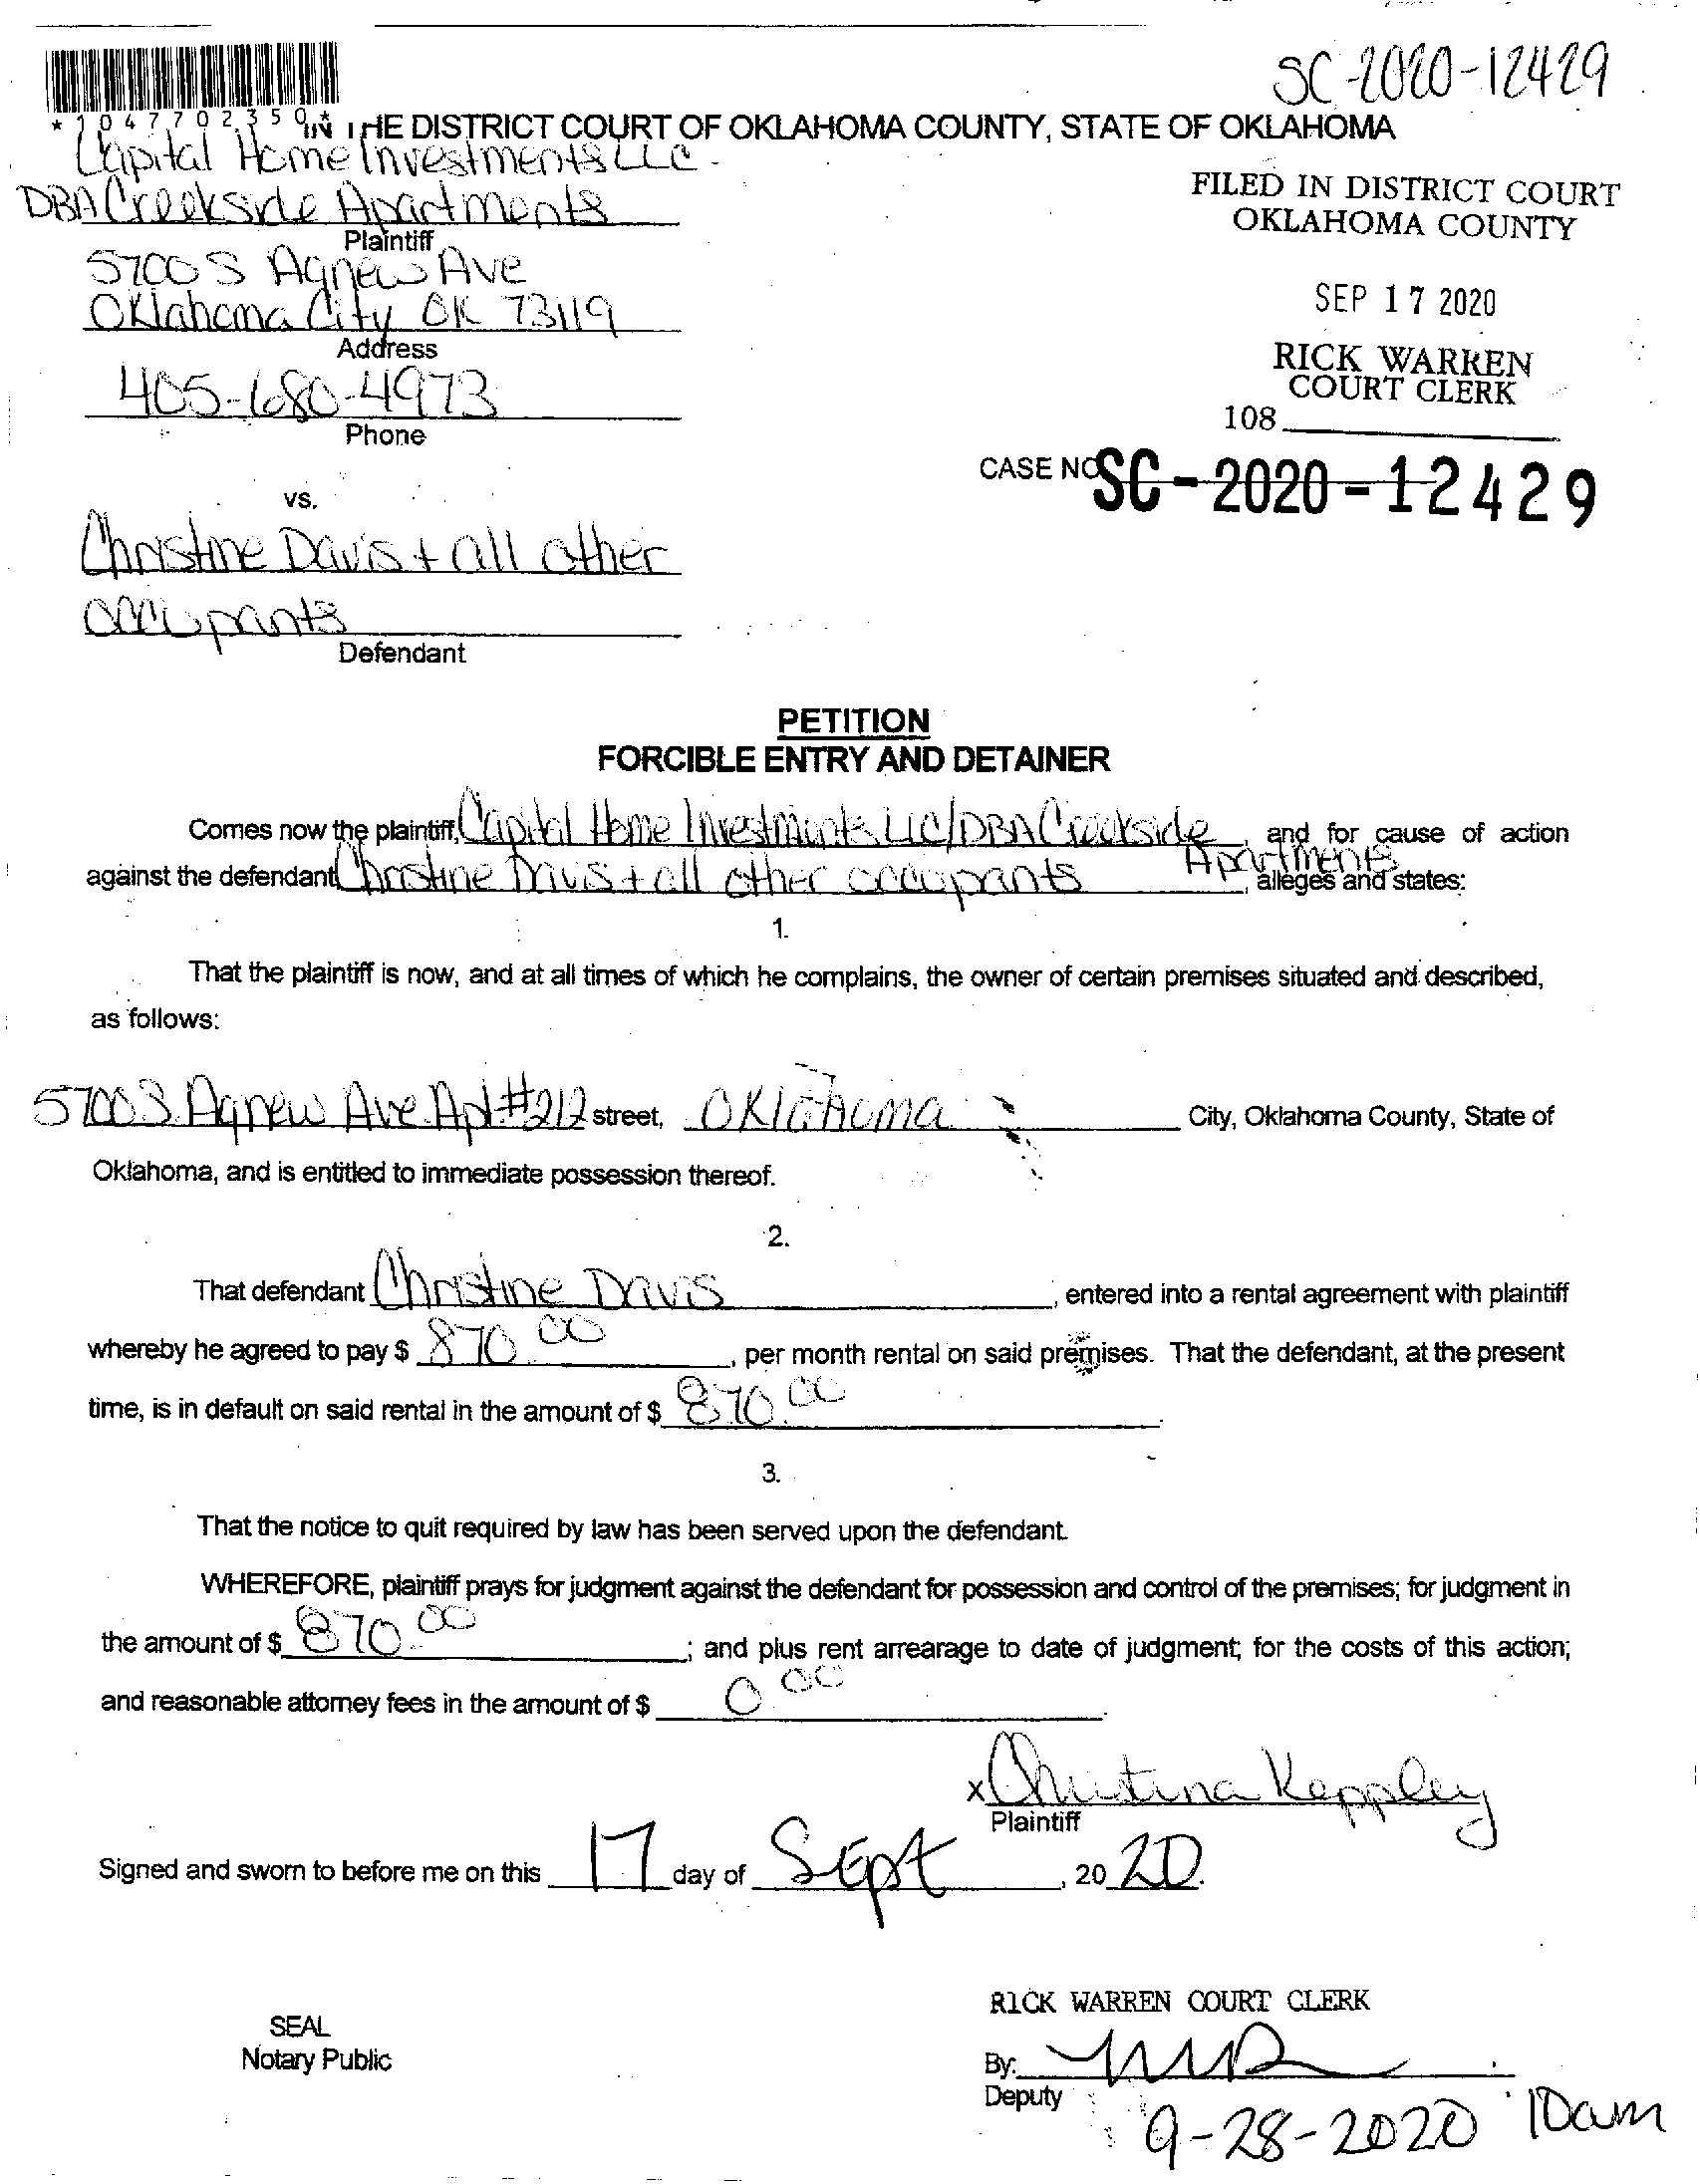 SC-2020-12429
*1047702350*
IN THE DISTRICT COURT OF OKLAHOMA COUNTY, STATE OF OKLAHOMA
Capital Home Investments LLC
DBA Creekside Apartments
Plaintiff
5700 S Agnew Ave
Oklahoma City OK 73119
Address
405-680-4973
Phone
FILED IN DISTRICT COURT
OKLAHOMA COUNTY
SEP 17 2020
RICK WARREN
COURT CLERK
108
CASE NO SC-2020-12429
vs.
Christine Davis + all other
occupants
Defendant
PETITION
FORCIBLE ENTRY AND DETAINER
Comes now the plaintiff, Capital Home Investments LLC/DBA Creekside Apartments, and for cause of action
against the defendant Christine Davis + all other occupants, alleges and states:
1.
That the plaintiff is now, and at all times of which he complains, the owner of certain premises situated and described,
as follows:
5700 S. Agnew Ave. Apt #212 street, Oklahoma City, Oklahoma County, State of
Oklahoma, and is entitled to immediate possession thereof.
2.
That defendant Christine Davis, entered into a rental agreement with plaintiff
whereby he agreed to pay $ 870.00, per month rental on said premises. That the defendant, at the present
time, is in default on said rental in the amount of $ 870.00.
3.
That the notice to quit required by law has been served upon the defendant.
WHEREFORE, plaintiff prays for judgment against the defendant for possession and control of the premises; for judgment in
the amount of $ 870.00; and plus rent arrearage to date of judgment; for the costs of this action;
and reasonable attorney fees in the amount of $ 0.00.
x Christina Keppley
Plaintiff
Signed and sworn to before me on this 17 day of Sept, 2020.
RICK WARREN COURT CLERK
SEAL
Notary Public
By:
Deputy
9-28-2020 10am